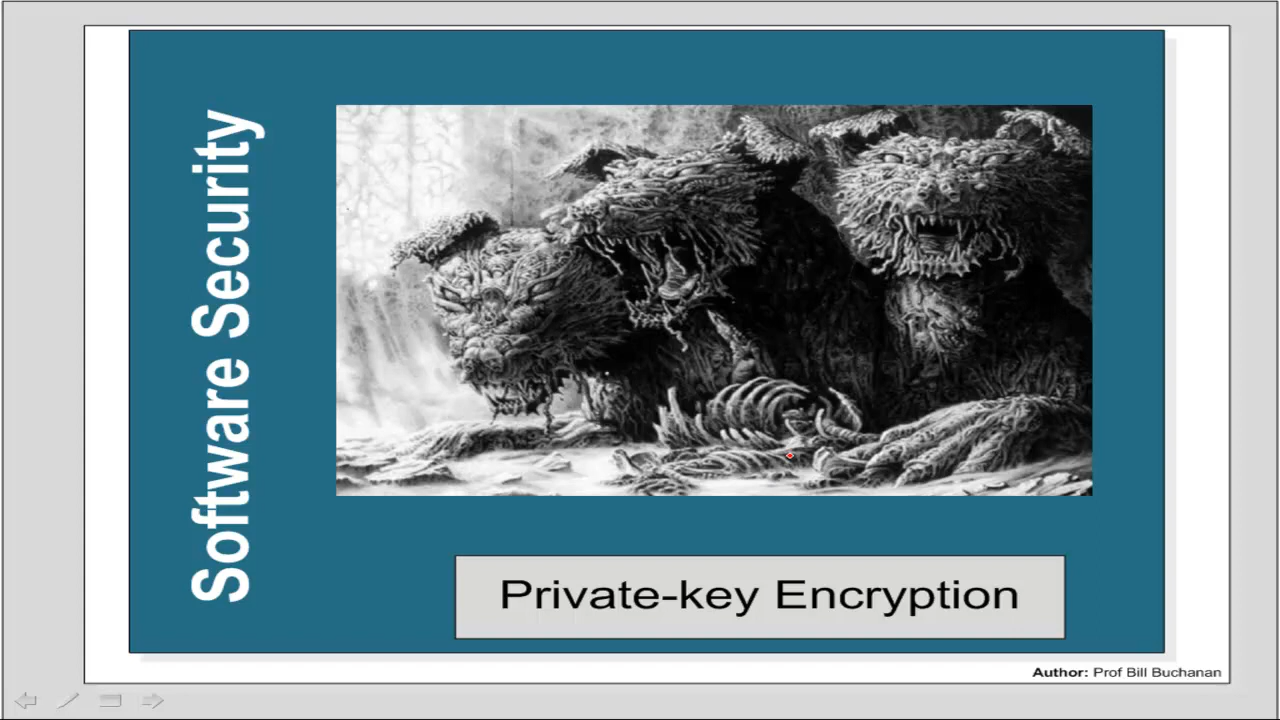 Software Security
Private-key Encryption
Author: Prof Bill Buchanan